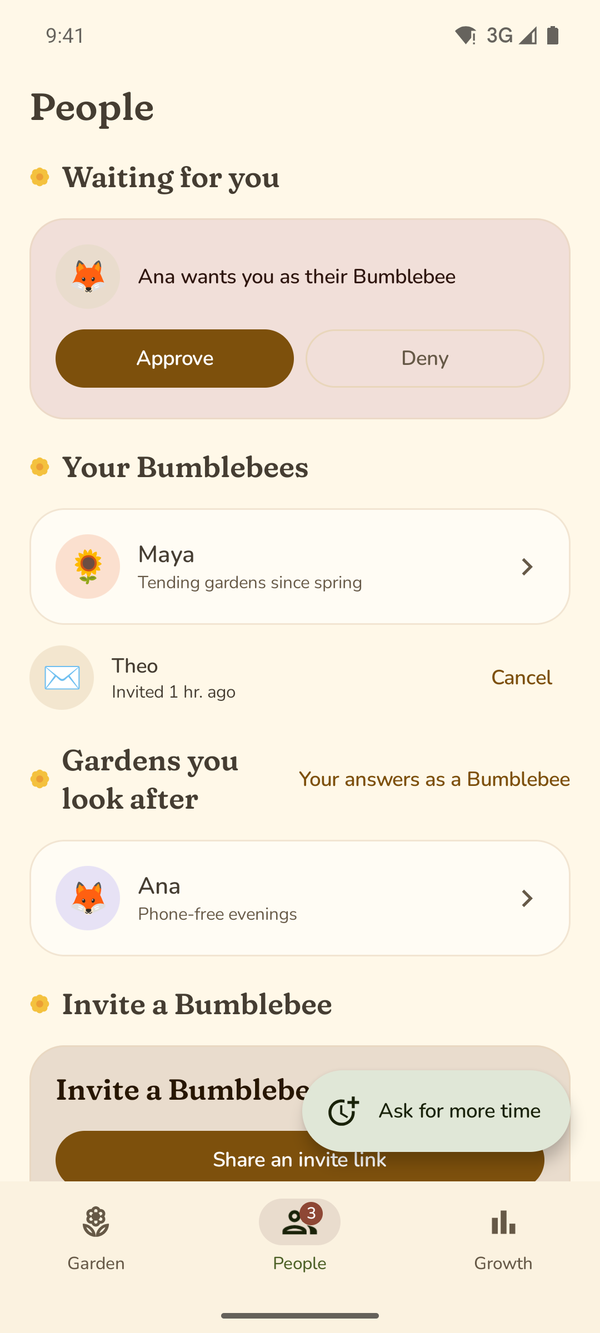 9:41
3G
People
Waiting for you
Ana wants you as their Bumblebee
Approve
Deny
Your Bumblebees
Maya
Tending gardens since spring
Theo
Invited 1 hr. ago
Cancel
Gardens you
look after
Your answers as a Bumblebee
Ana
Phone-free evenings
Invite a Bumblebee
Invite a Bumblebe
Ask for more time
Share an invite link
3
Garden
People
Growth